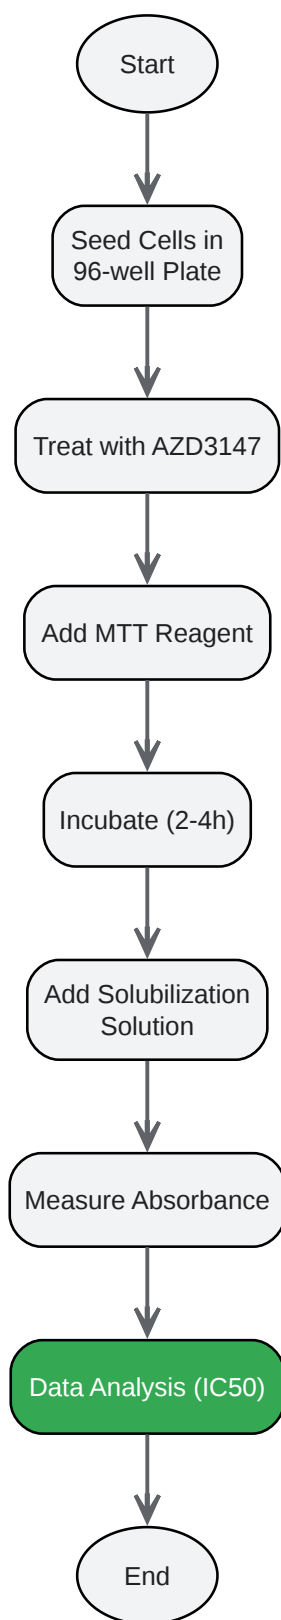 Start
Seed Cells in
96-well Plate
Treat with AZD3147
Add MTT Reagent
Incubate (2-4h)
Add Solubilization
Solution
Measure Absorbance
Data Analysis (IC50)
End